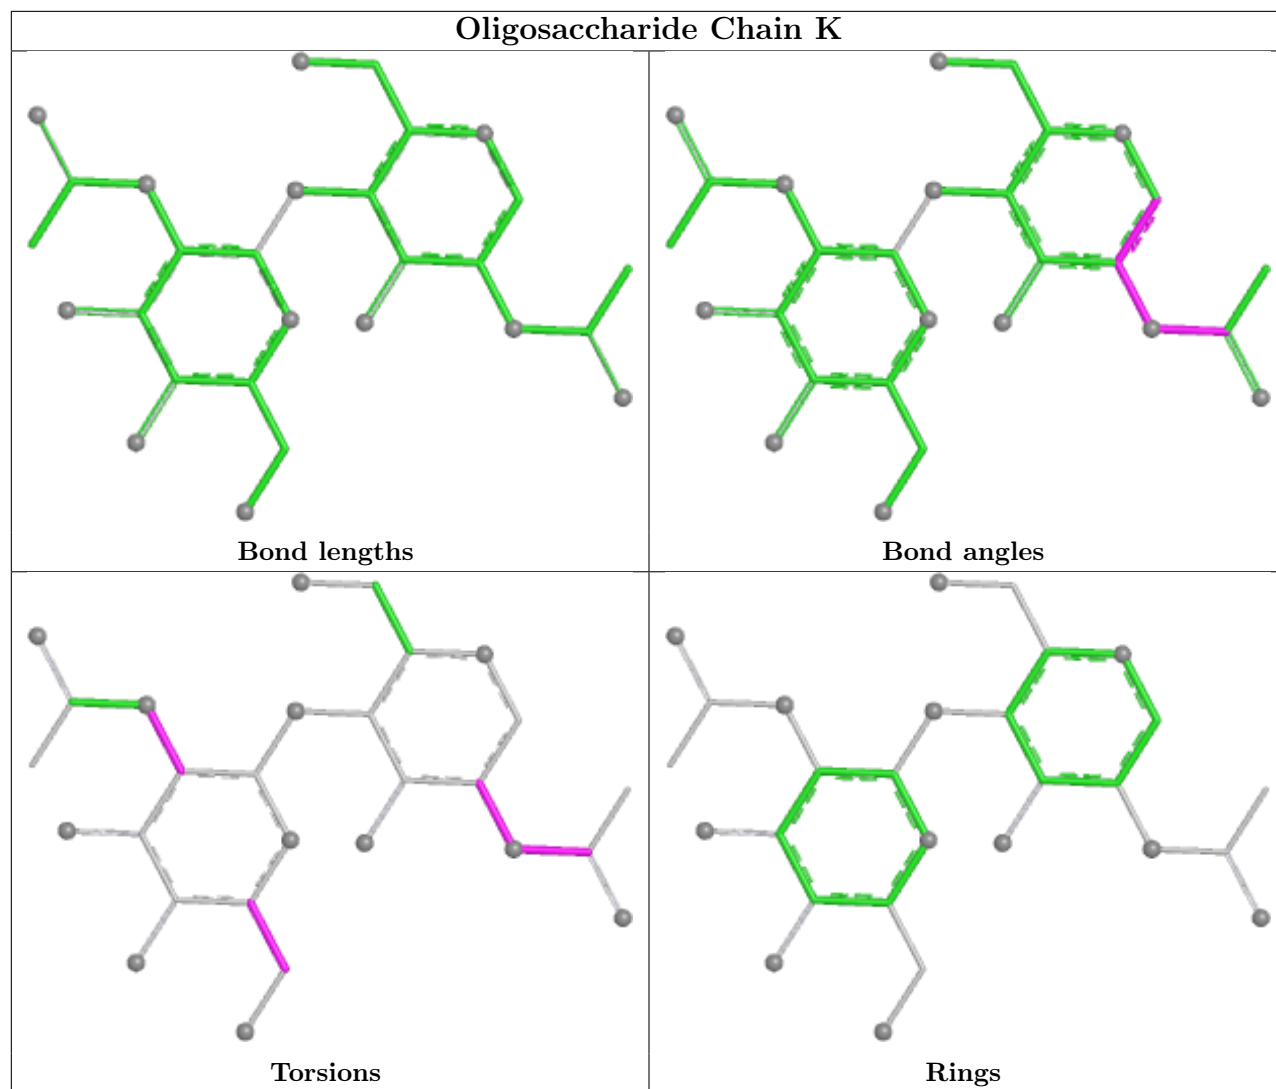 Oligosaccharide Chain K
Bond lengths
Bond angles
Torsions
Rings